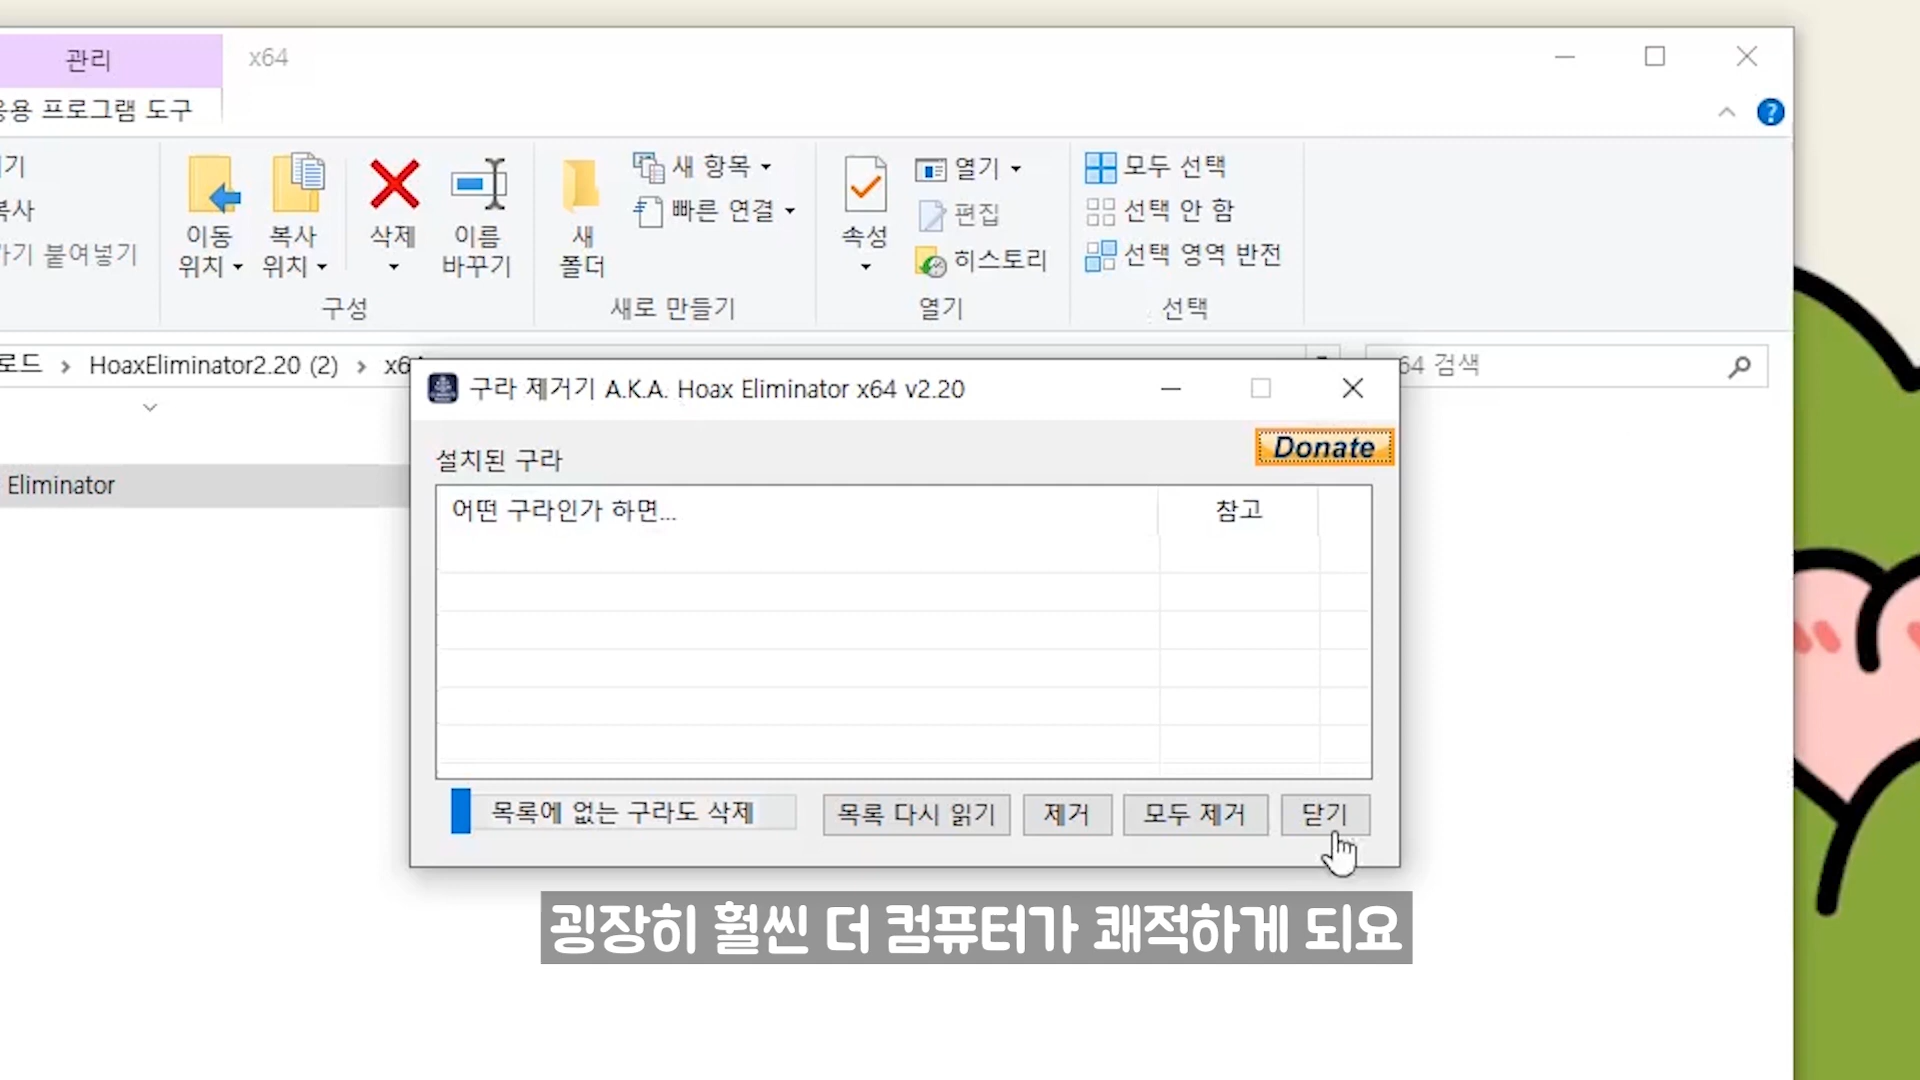 관리
x64
응용 프로그램 도구
복사
붙여넣기
이동 위치
복사 위치
삭제
이름 바꾸기
구성
새 폴더
새 항목
빠른 연결
새로 만들기
속성
열기
편집
히스토리
열기
모두 선택
선택 안 함
선택 영역 반전
선택
로드 > HoaxEliminator2.20 (2) > x64
64 검색
Eliminator
구라 제거기 A.K.A. Hoax Eliminator x64 v2.20
Donate
설치된 구라
어떤 구라인가 하면... 참고
목록에 없는 구라도 삭제 목록 다시 읽기 제거 모두 제거 닫기
굉장히 훨씬 더 컴퓨터가 쾌적하게 되요